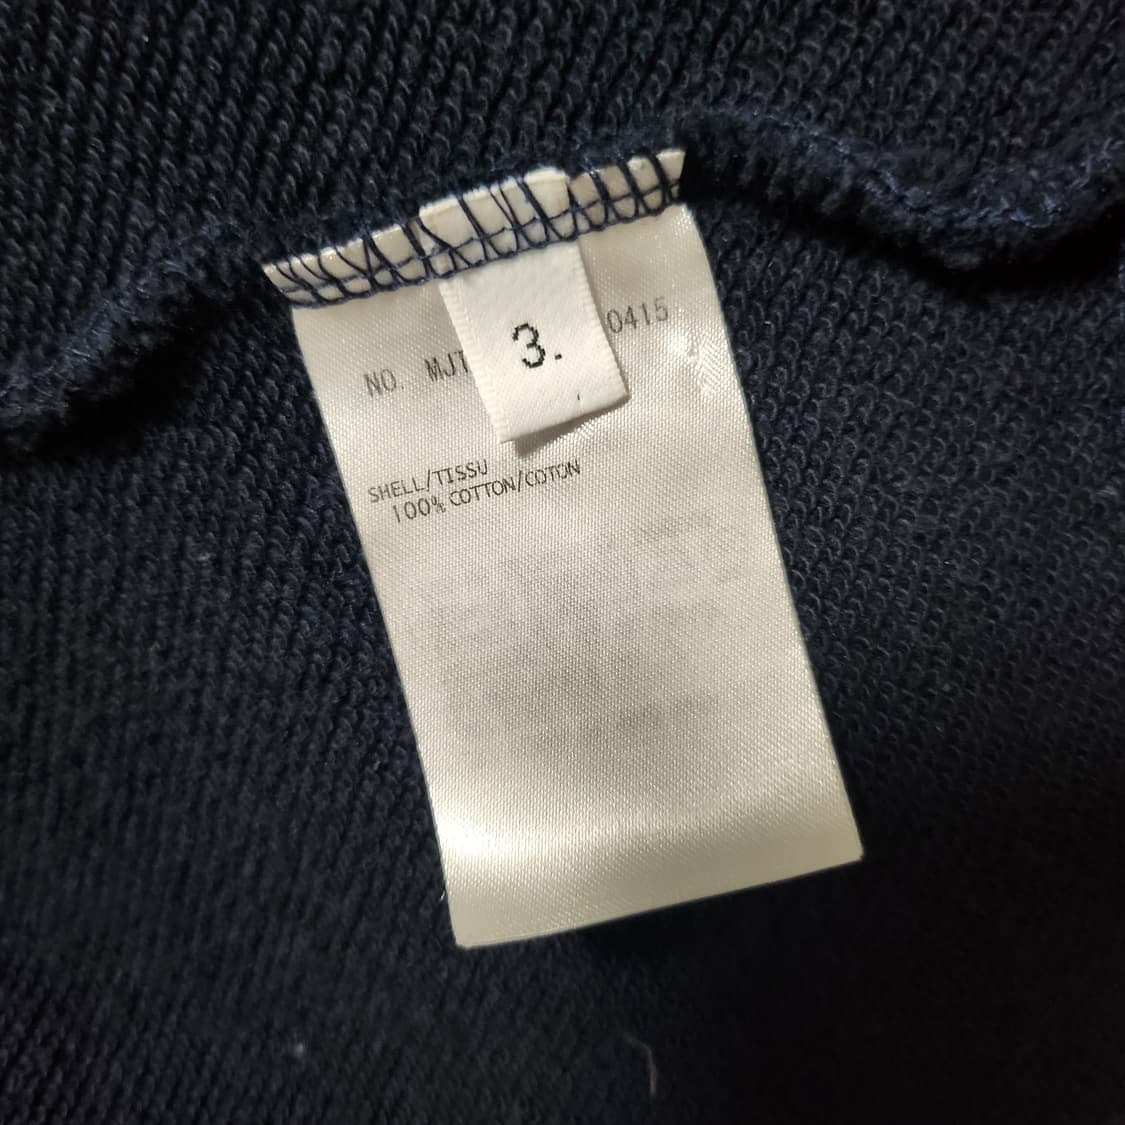 3.
NO. MJT 0415
SHELL/TISSU
100% COTTON/COTON